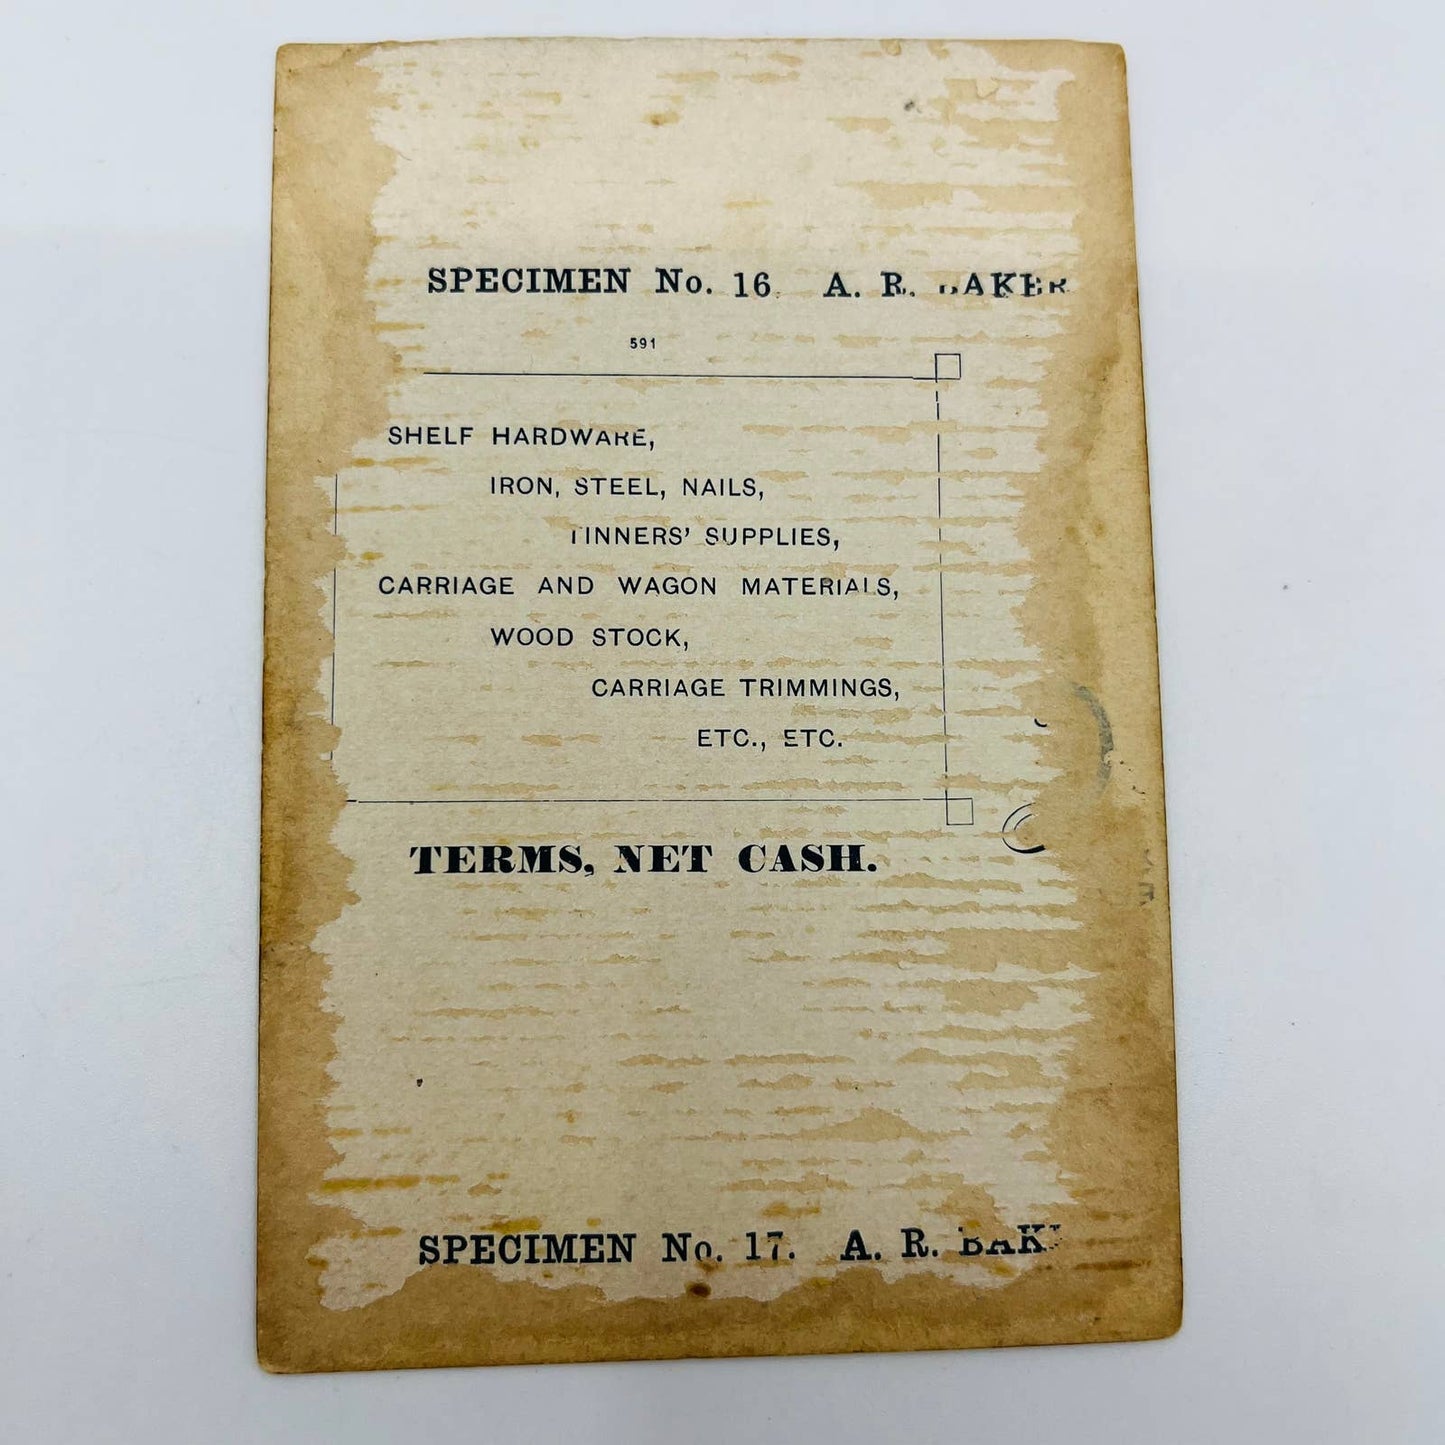 SPECIMEN No. 16. A. R. BAKER
591
SHELF HARDWARE,
IRON, STEEL, NAILS,
TINNERS' SUPPLIES,
CARRIAGE AND WAGON MATERIALS,
WOOD STOCK,
CARRIAGE TRIMMINGS,
ETC., ETC.
TERMS, NET CASH.
SPECIMEN No. 17. A. R. BAK